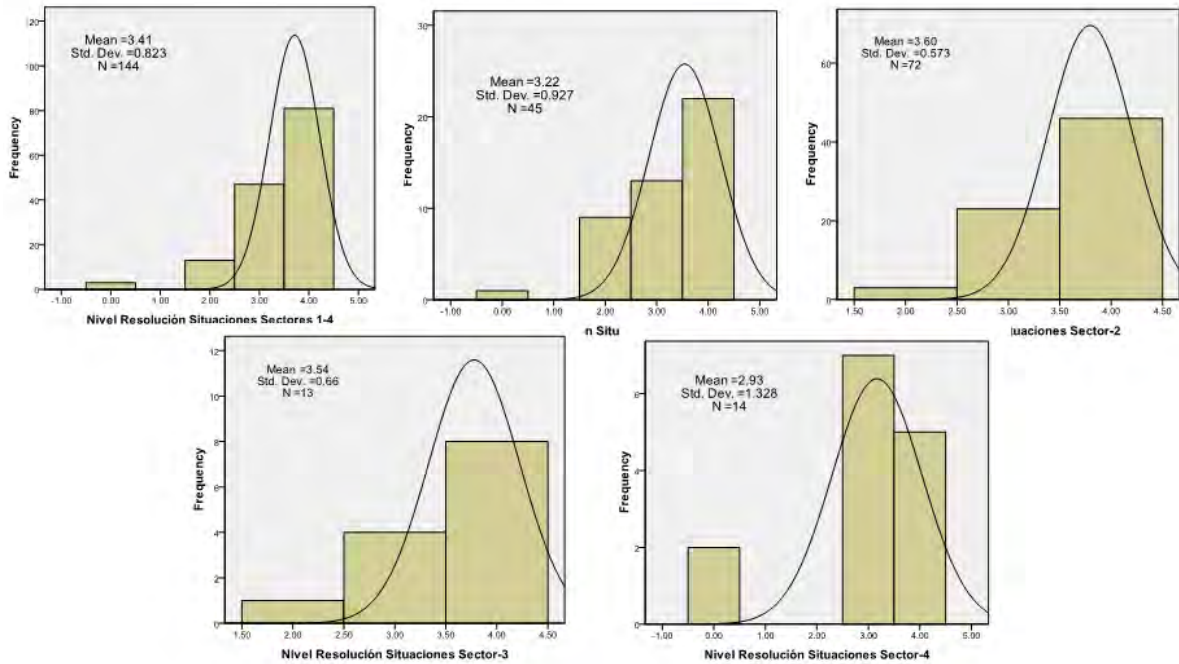 Mean =3.41
Std. Dev. =0.823
N =144
Frequency
120
100
80
60
40
20
0
-1.00 0.00 1.00 2.00 3.00 4.00 5.00
Nivel Resolución Situaciones Sectores 1-4
Mean =3.22
Std. Dev. =0.927
N =45
Frequency
30
20
10
0
-1.00 0.00 1.00 2.00 3.00 4.00 5.00
n Situ
Mean =3.60
Std. Dev. =0.573
N =72
Frequency
60
40
20
0
1.50 2.00 2.50 3.00 3.50 4.00 4.50
uaciones Sector-2
Mean =3.54
Std. Dev. =0.66
N =13
Frequency
12
10
8
6
4
2
0
1.50 2.00 2.50 3.00 3.50 4.00 4.50
Nivel Resolución Situaciones Sector-3
Mean =2.93
Std. Dev. =1.328
N =14
Frequency
6
4
2
0
-1.00 0.00 1.00 2.00 3.00 4.00 5.00
Nivel Resolución Situaciones Sector-4